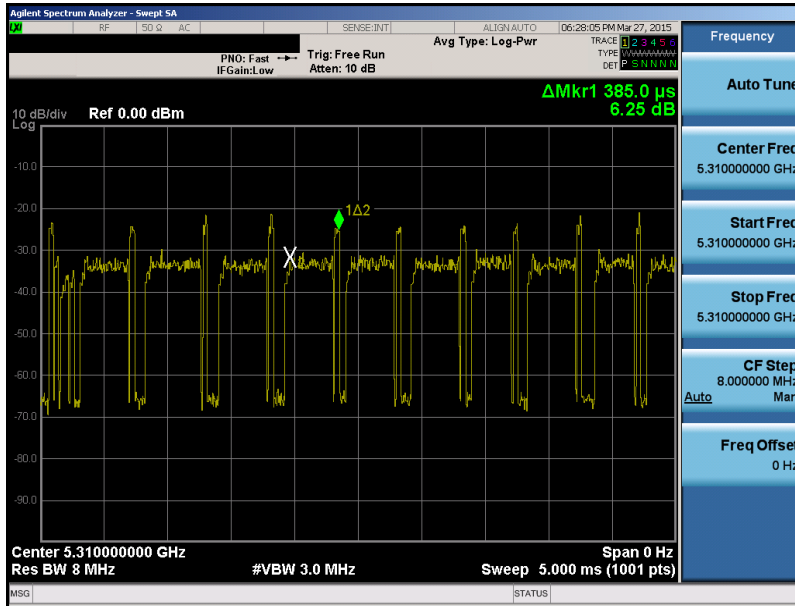 Agilent Spectrum Analyzer - Swept SA
LXI RF 50 Ω AC SENSE:INT ALIGN AUTO 06:28:05 PM Mar 27, 2015
PNO: Fast
IFGain:Low
Trig: Free Run
Atten: 10 dB
Avg Type: Log-Pwr
TRACE 1 2 3 4 5 6
TYPE
DET P S N N N N
ΔMkr1 385.0 µs
6.25 dB
10 dB/div Ref 0.00 dBm
Log
-10.0
-20.0
-30.0
-40.0
-50.0
-60.0
-70.0
-80.0
-90.0
1Δ2
X
Center 5.310000000 GHz Span 0 Hz
Res BW 8 MHz #VBW 3.0 MHz Sweep 5.000 ms (1001 pts)
MSG STATUS
Frequency
Auto Tune
Center Freq
5.310000000 GHz
Start Freq
5.310000000 GHz
Stop Freq
5.310000000 GHz
CF Step
8.000000 MHz
Auto Man
Freq Offset
0 Hz